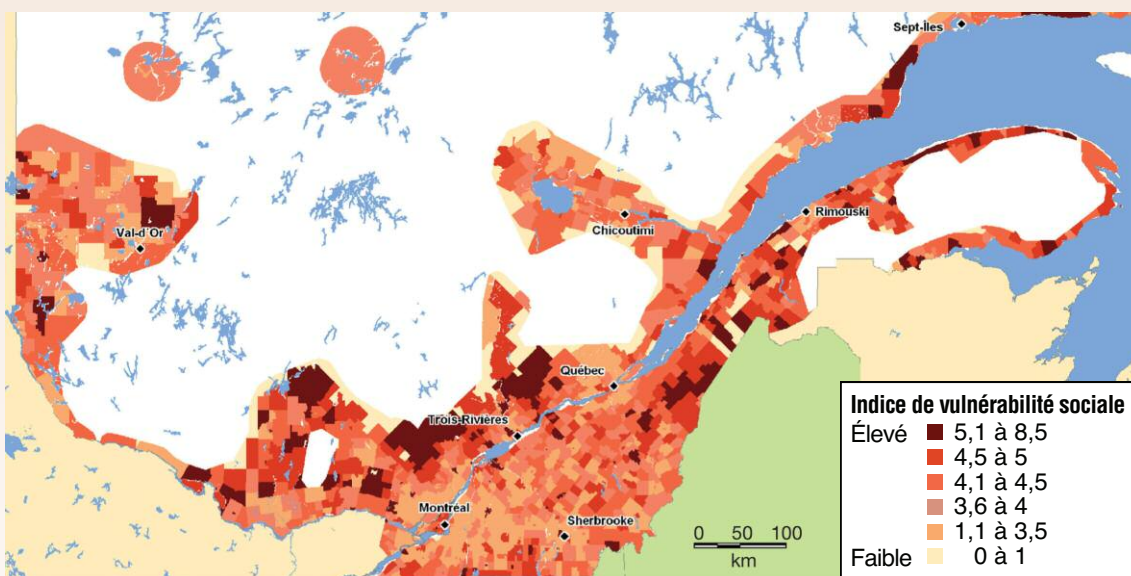 Sept-Îles
Val-d'Or
Chicoutimi
Rimouski
Québec
Trois-Rivières
Montréal
Sherbrooke
0 50 100
km
Indice de vulnérabilité sociale
Élevé 5,1 à 8,5
4,5 à 5
4,1 à 4,5
3,6 à 4
1,1 à 3,5
Faible 0 à 1